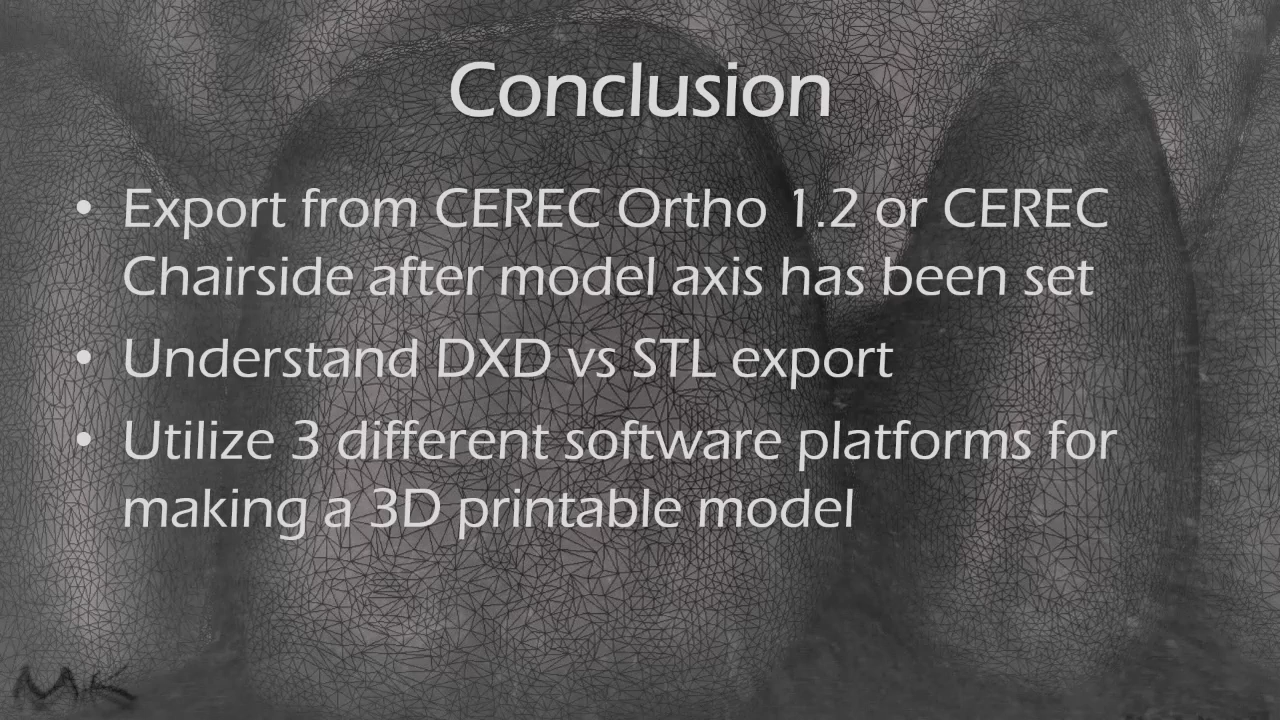 Conclusion
• Export from CEREC Ortho 1.2 or CEREC
Chairside after model axis has been set
• Understand DXD vs STL export
• Utilize 3 different software platforms for
making a 3D printable model
MK